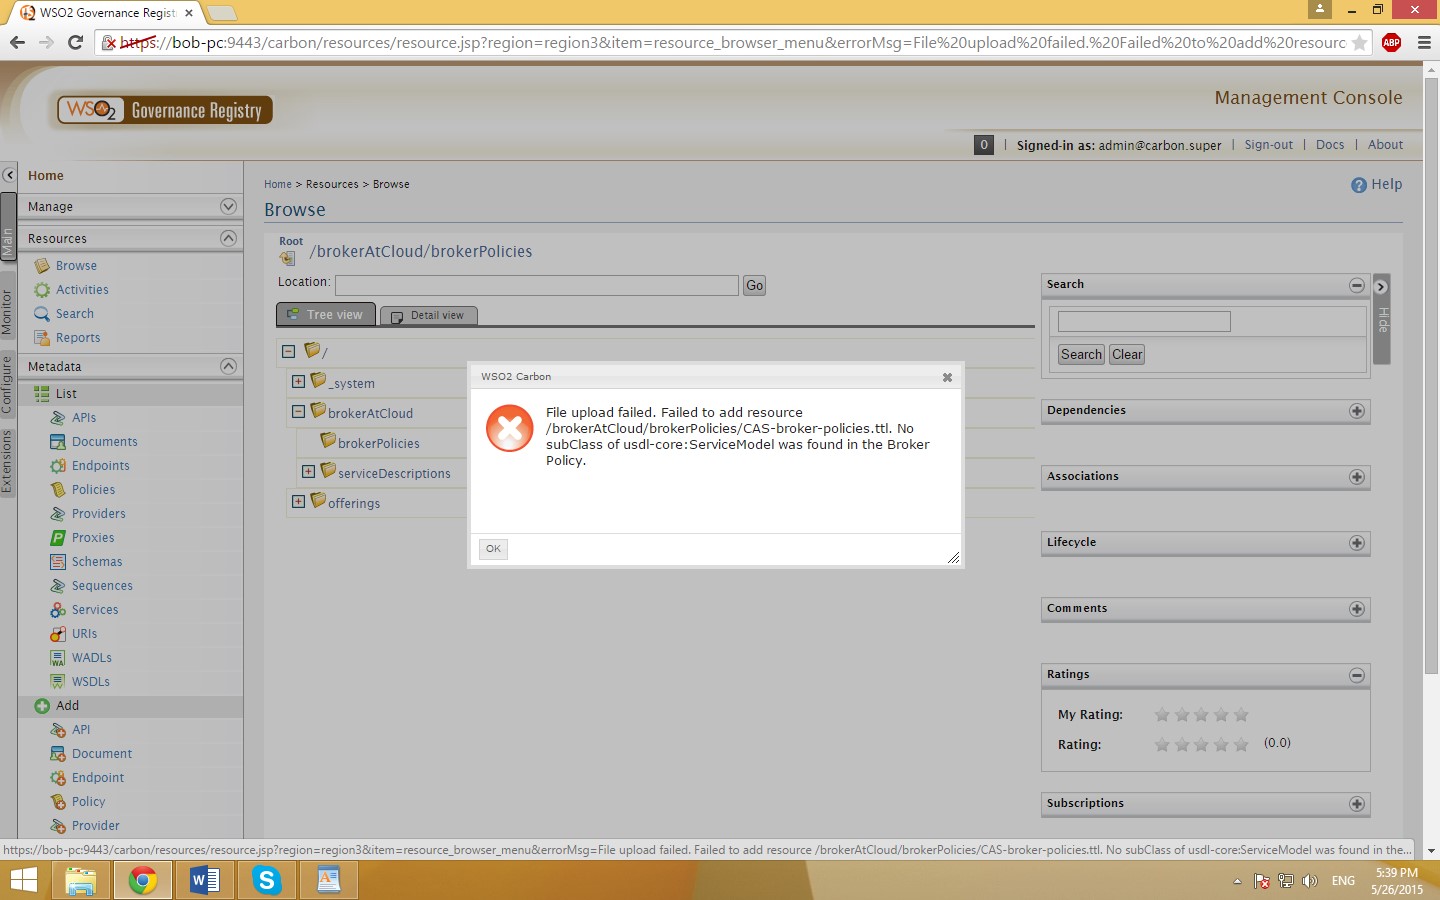 WSO2 Governance Registr
https://bob-pc:9443/carbon/resources/resource.jsp?region=region3&item=resource_browser_menu&errorMsg=File%20upload%20failed.%20Failed%20to%20add%20resourc
ABP
WSO2 Governance Registry
Management Console
0 | Signed-in as: admin@carbon.super | Sign-out | Docs | About
Main
Monitor
Configure
Extensions
Home
Manage
Resources
Browse
Activities
Search
Reports
Metadata
List
APIs
Documents
Endpoints
Policies
Providers
Proxies
Schemas
Sequences
Services
URIs
WADLs
WSDLs
Add
API
Document
Endpoint
Policy
Provider
Home > Resources > Browse
Help
Browse
Root /brokerAtCloud/brokerPolicies
Location: Go
Tree view Detail view
/
_system
brokerAtCloud
brokerPolicies
serviceDescriptions
offerings
WSO2 Carbon
File upload failed. Failed to add resource
/brokerAtCloud/brokerPolicies/CAS-broker-policies.ttl. No
subClass of usdl-core:ServiceModel was found in the Broker
Policy.
OK
Search
Search Clear
Hide
Dependencies
Associations
Lifecycle
Comments
Ratings
My Rating:
Rating: (0.0)
Subscriptions
https://bob-pc:9443/carbon/resources/resource.jsp?region=region3&item=resource_browser_menu&errorMsg=File upload failed. Failed to add resource /brokerAtCloud/brokerPolicies/CAS-broker-policies.ttl. No subClass of usdl-core:ServiceModel was found in the...
ENG
5:39 PM
5/26/2015